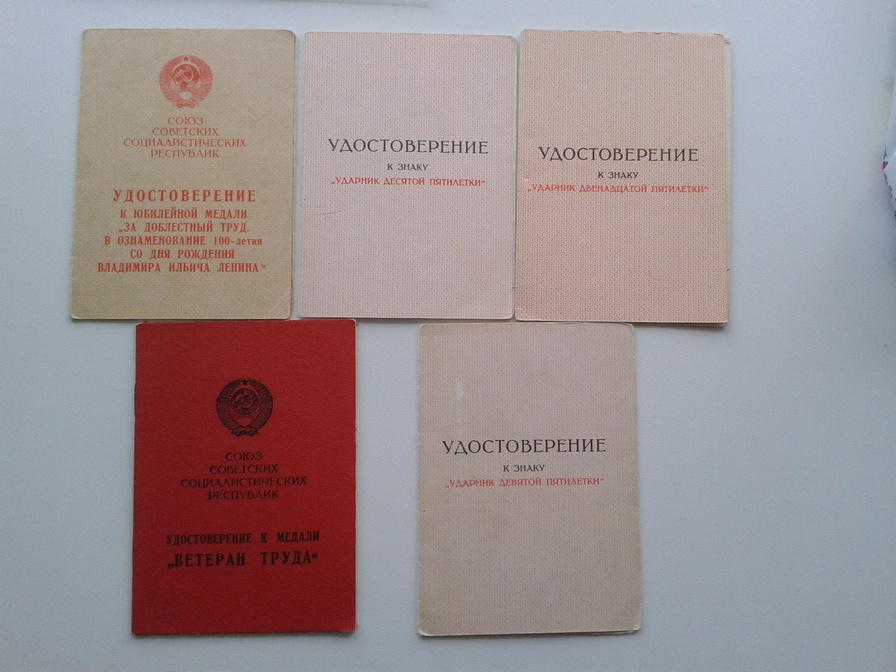 СОЮЗ
СОВЕТСКИХ
СОЦИАЛИСТИЧЕСКИХ
РЕСПУБЛИК
УДОСТОВЕРЕНИЕ
К ЮБИЛЕЙНОЙ МЕДАЛИ
„ЗА ДОБЛЕСТНЫЙ ТРУД.
В ОЗНАМЕНОВАНИЕ 100-летия
СО ДНЯ РОЖДЕНИЯ
ВЛАДИМИРА ИЛЬИЧА ЛЕНИНА“
УДОСТОВЕРЕНИЕ
К ЗНАКУ
„УДАРНИК ДЕСЯТОЙ ПЯТИЛЕТКИ“
УДОСТОВЕРЕНИЕ
К ЗНАКУ
„УДАРНИК ДВЕНАДЦАТОЙ ПЯТИЛЕТКИ“
СОЮЗ
СОВЕТСКИХ
СОЦИАЛИСТИЧЕСКИХ
РЕСПУБЛИК
УДОСТОВЕРЕНИЕ К МЕДАЛИ
„ВЕТЕРАН ТРУДА“
УДОСТОВЕРЕНИЕ
К ЗНАКУ
„УДАРНИК ДЕВЯТОЙ ПЯТИЛЕТКИ“